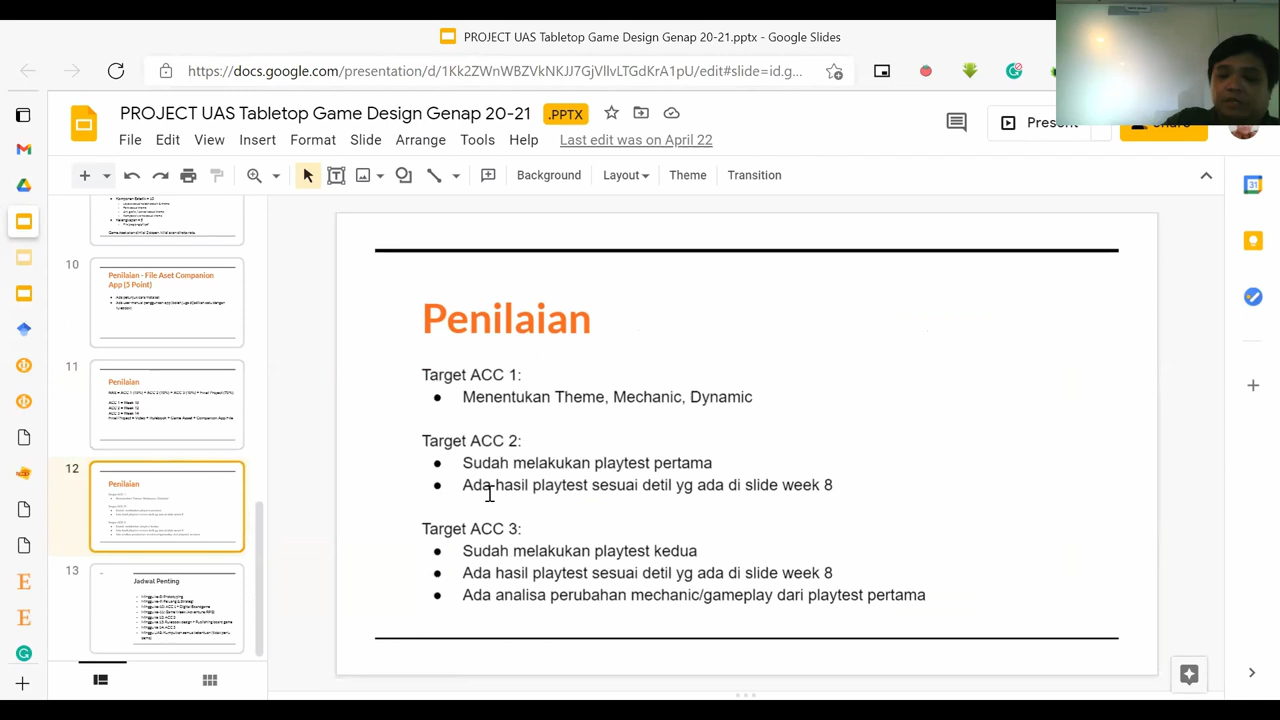 PROJECT UAS Tabletop Game Design Genap 20-21.pptx - Google Slides
https://docs.google.com/presentation/d/1Kk2ZWnWBZVkNKJJ7GjVllvLTGdKrA1pU/edit#slide=id.g...
PROJECT UAS Tabletop Game Design Genap 20-21 .PPTX
File Edit View Insert Format Slide Arrange Tools Help Last edit was on April 22
Present
Share
Background Layout Theme Transition
10
Penilaian - File Aset Companion
App (5 Point)
11
Penilaian
12
Penilaian
13
Jadwal Penting
Penilaian
Target ACC 1:
● Menentukan Theme, Mechanic, Dynamic
Target ACC 2:
● Sudah melakukan playtest pertama
● Ada hasil playtest sesuai detil yg ada di slide week 8
Target ACC 3:
● Sudah melakukan playtest kedua
● Ada hasil playtest sesuai detil yg ada di slide week 8
● Ada analisa perubahan mechanic/gameplay dari playtest pertama
31